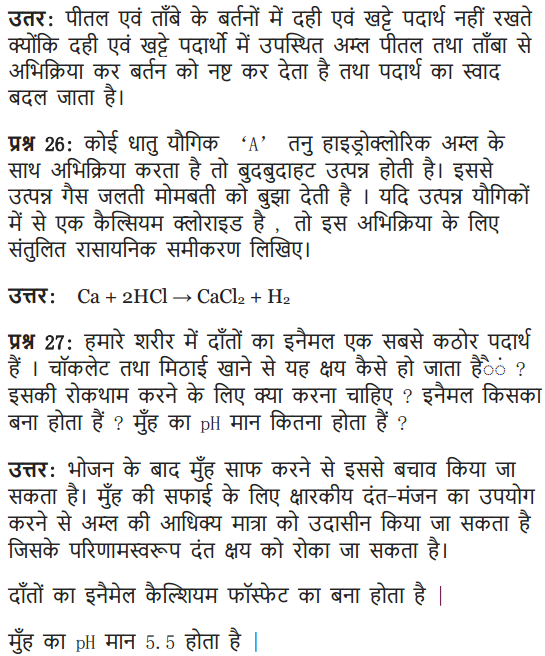 उतर: पीतल एवं ताँबे के बर्तनों में दही एवं खट्टे पदार्थ नहीं रखते
क्योंकि दही एवं खट्टे पदार्थो में उपस्थित अम्ल पीतल तथा ताँबा से
अभिक्रिया कर बर्तन को नष्ट कर देता है तथा पदार्थ का स्वाद
बदल जाता है।
प्रश्न 26: कोई धातु यौगिक ‘A’ तनु हाइड्रोक्लोरिक अम्ल के
साथ अभिक्रिया करता है तो बुदबुदाहट उत्पन्न होती है। इससे
उत्पन्न गैस जलती मोमबती को बुझा देती है । यदि उत्पन्न यौगिकों
में से एक कैल्सियम क्लोराइड है , तो इस अभिक्रिया के लिए
संतुलित रासायनिक समीकरण लिखिए।
उत्तर: Ca + 2HCl → CaCl₂ + H₂
प्रश्न 27: हमारे शरीर में दाँतों का इनैमल एक सबसे कठोर पदार्थ
हैं । चॉकलेट तथा मिठाई खाने से यह क्षय कैसे हो जाता हैंैं ?
इसकी रोकथाम करने के लिए क्या करना चाहिए ? इनैमल किसका
बना होता हैं ? मुँह का pH मान कितना होता हैं ?
उत्तर: भोजन के बाद मुँह साफ करने से इससे बचाव किया जा
सकता है। मुँह की सफाई के लिए क्षारकीय दंत-मंजन का उपयोग
करने से अम्ल की आधिक्य मात्रा को उदासीन किया जा सकता है
जिसके परिणामस्वरूप दंत क्षय को रोका जा सकता है।
दाँतों का इनैमेल कैल्शियम फॉस्फेट का बना होता है |
मुँह का pH मान 5.5 होता है |